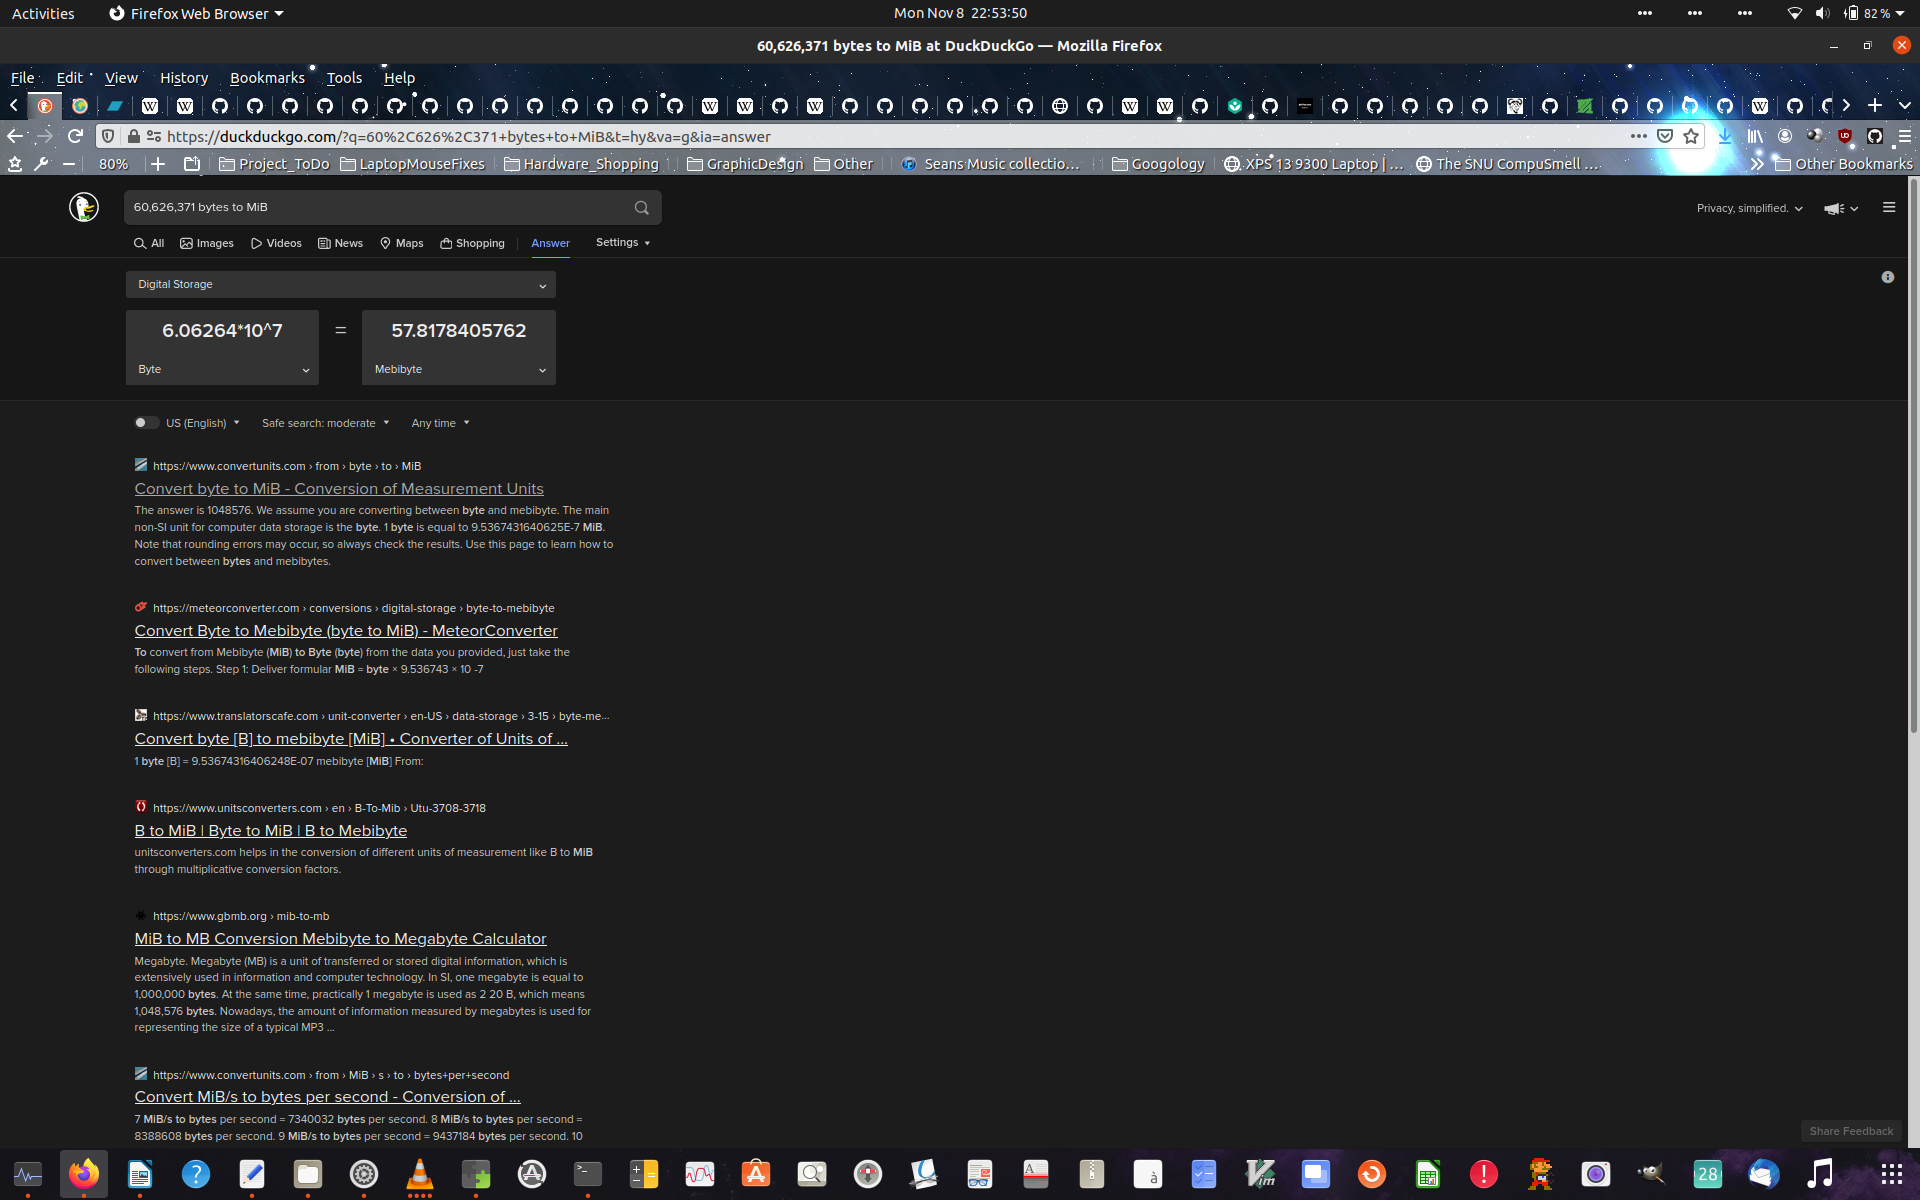 Activities
Firefox Web Browser
Mon Nov 8 22:53:50
82 %
60,626,371 bytes to MiB at DuckDuckGo — Mozilla Firefox
File Edit View History Bookmarks Tools Help
https://duckduckgo.com/?q=60%2C626%2C371+bytes+to+MiB&t=hy&va=g&ia=answer
80%
Project_ToDo
LaptopMouseFixes
Hardware_Shopping
GraphicDesign
Other
Seans Music collectio...
Googology
XPS 13 9300 Laptop | ...
The SNU CompuSmell ...
Other Bookmarks
60,626,371 bytes to MiB
Privacy, simplified.
All Images Videos News Maps Shopping Answer Settings
Digital Storage
6.06264*10^7 = 57.8178405762
Byte Mebibyte
US (English) Safe search: moderate Any time
https://www.convertunits.com › from › byte › to › MiB
Convert byte to MiB - Conversion of Measurement Units
The answer is 1048576. We assume you are converting between byte and mebibyte. The main
non-SI unit for computer data storage is the byte. 1 byte is equal to 9.5367431640625E-7 MiB.
Note that rounding errors may occur, so always check the results. Use this page to learn how to
convert between bytes and mebibytes.
https://meteorconverter.com › conversions › digital-storage › byte-to-mebibyte
Convert Byte to Mebibyte (byte to MiB) - MeteorConverter
To convert from Mebibyte (MiB) to Byte (byte) from the data you provided, just take the
following steps. Step 1: Deliver formular MiB = byte × 9.536743 × 10 -7
https://www.translatorscafe.com › unit-converter › en-US › data-storage › 3-15 › byte-me...
Convert byte [B] to mebibyte [MiB] • Converter of Units of ...
1 byte [B] = 9.53674316406248E-07 mebibyte [MiB] From:
https://www.unitsconverters.com › en › B-To-Mib › Utu-3708-3718
B to MiB | Byte to MiB | B to Mebibyte
unitsconverters.com helps in the conversion of different units of measurement like B to MiB
through multiplicative conversion factors.
https://www.gbmb.org › mib-to-mb
MiB to MB Conversion Mebibyte to Megabyte Calculator
Megabyte. Megabyte (MB) is a unit of transferred or stored digital information, which is
extensively used in information and computer technology. In SI, one megabyte is equal to
1,000,000 bytes. At the same time, practically 1 megabyte is used as 2 20 B, which means
1,048,576 bytes. Nowadays, the amount of information measured by megabytes is used for
representing the size of a typical MP3 ...
https://www.convertunits.com › from › MiB › s › to › bytes+per+second
Convert MiB/s to bytes per second - Conversion of ...
7 MiB/s to bytes per second = 7340032 bytes per second. 8 MiB/s to bytes per second =
8388608 bytes per second. 9 MiB/s to bytes per second = 9437184 bytes per second. 10
Share Feedback
28